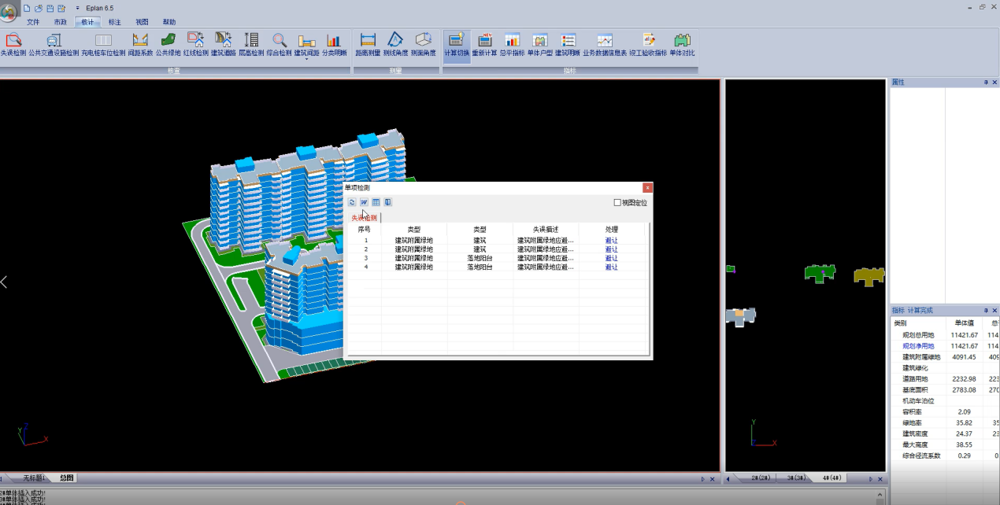 Eplan 6.5
文件 市政 核计 标注 视图 帮助
失误检测 公共交通设施检测 充电桩车位检测 间距系数 公共绿地 红线检测 建筑道路 层高检测 综合检测 建筑间距 分类明晰 距离测量 测线角度 测面角度 计算切换 重新计算 总平指标 单体户型 建筑明晰 业务数据信息表 竣工验收指标 单体对比
核查 测量 指标
属性
单项检测
视图定位
失误检测
序号 类型 类型 失误描述 处理
1 建筑附属绿地 建筑 建筑附属绿地应避... 避让
2 建筑附属绿地 建筑 建筑附属绿地应避... 避让
3 建筑附属绿地 落地阳台 建筑附属绿地应避... 避让
4 建筑附属绿地 落地阳台 建筑附属绿地应避... 避让
指标 计算完成
类别 单体值 总
规划总用地 11421.67 114
规划净用地 11421.67 114
建筑附属绿地 4091.45 409
建筑绿化
道路用地 2232.98 223
基底面积 2783.08 270
机动车泊位
容积率 2.09
绿地率 35.82 35
建筑密度 24.37 23
最大高度 38.55
综合径流系数 0.29 0.
Z
Y
X
Y
X
无标题1 总图
2#(2#) 3#(3#) 4#(4#)
2#单体插入成功!
3#单体插入成功!